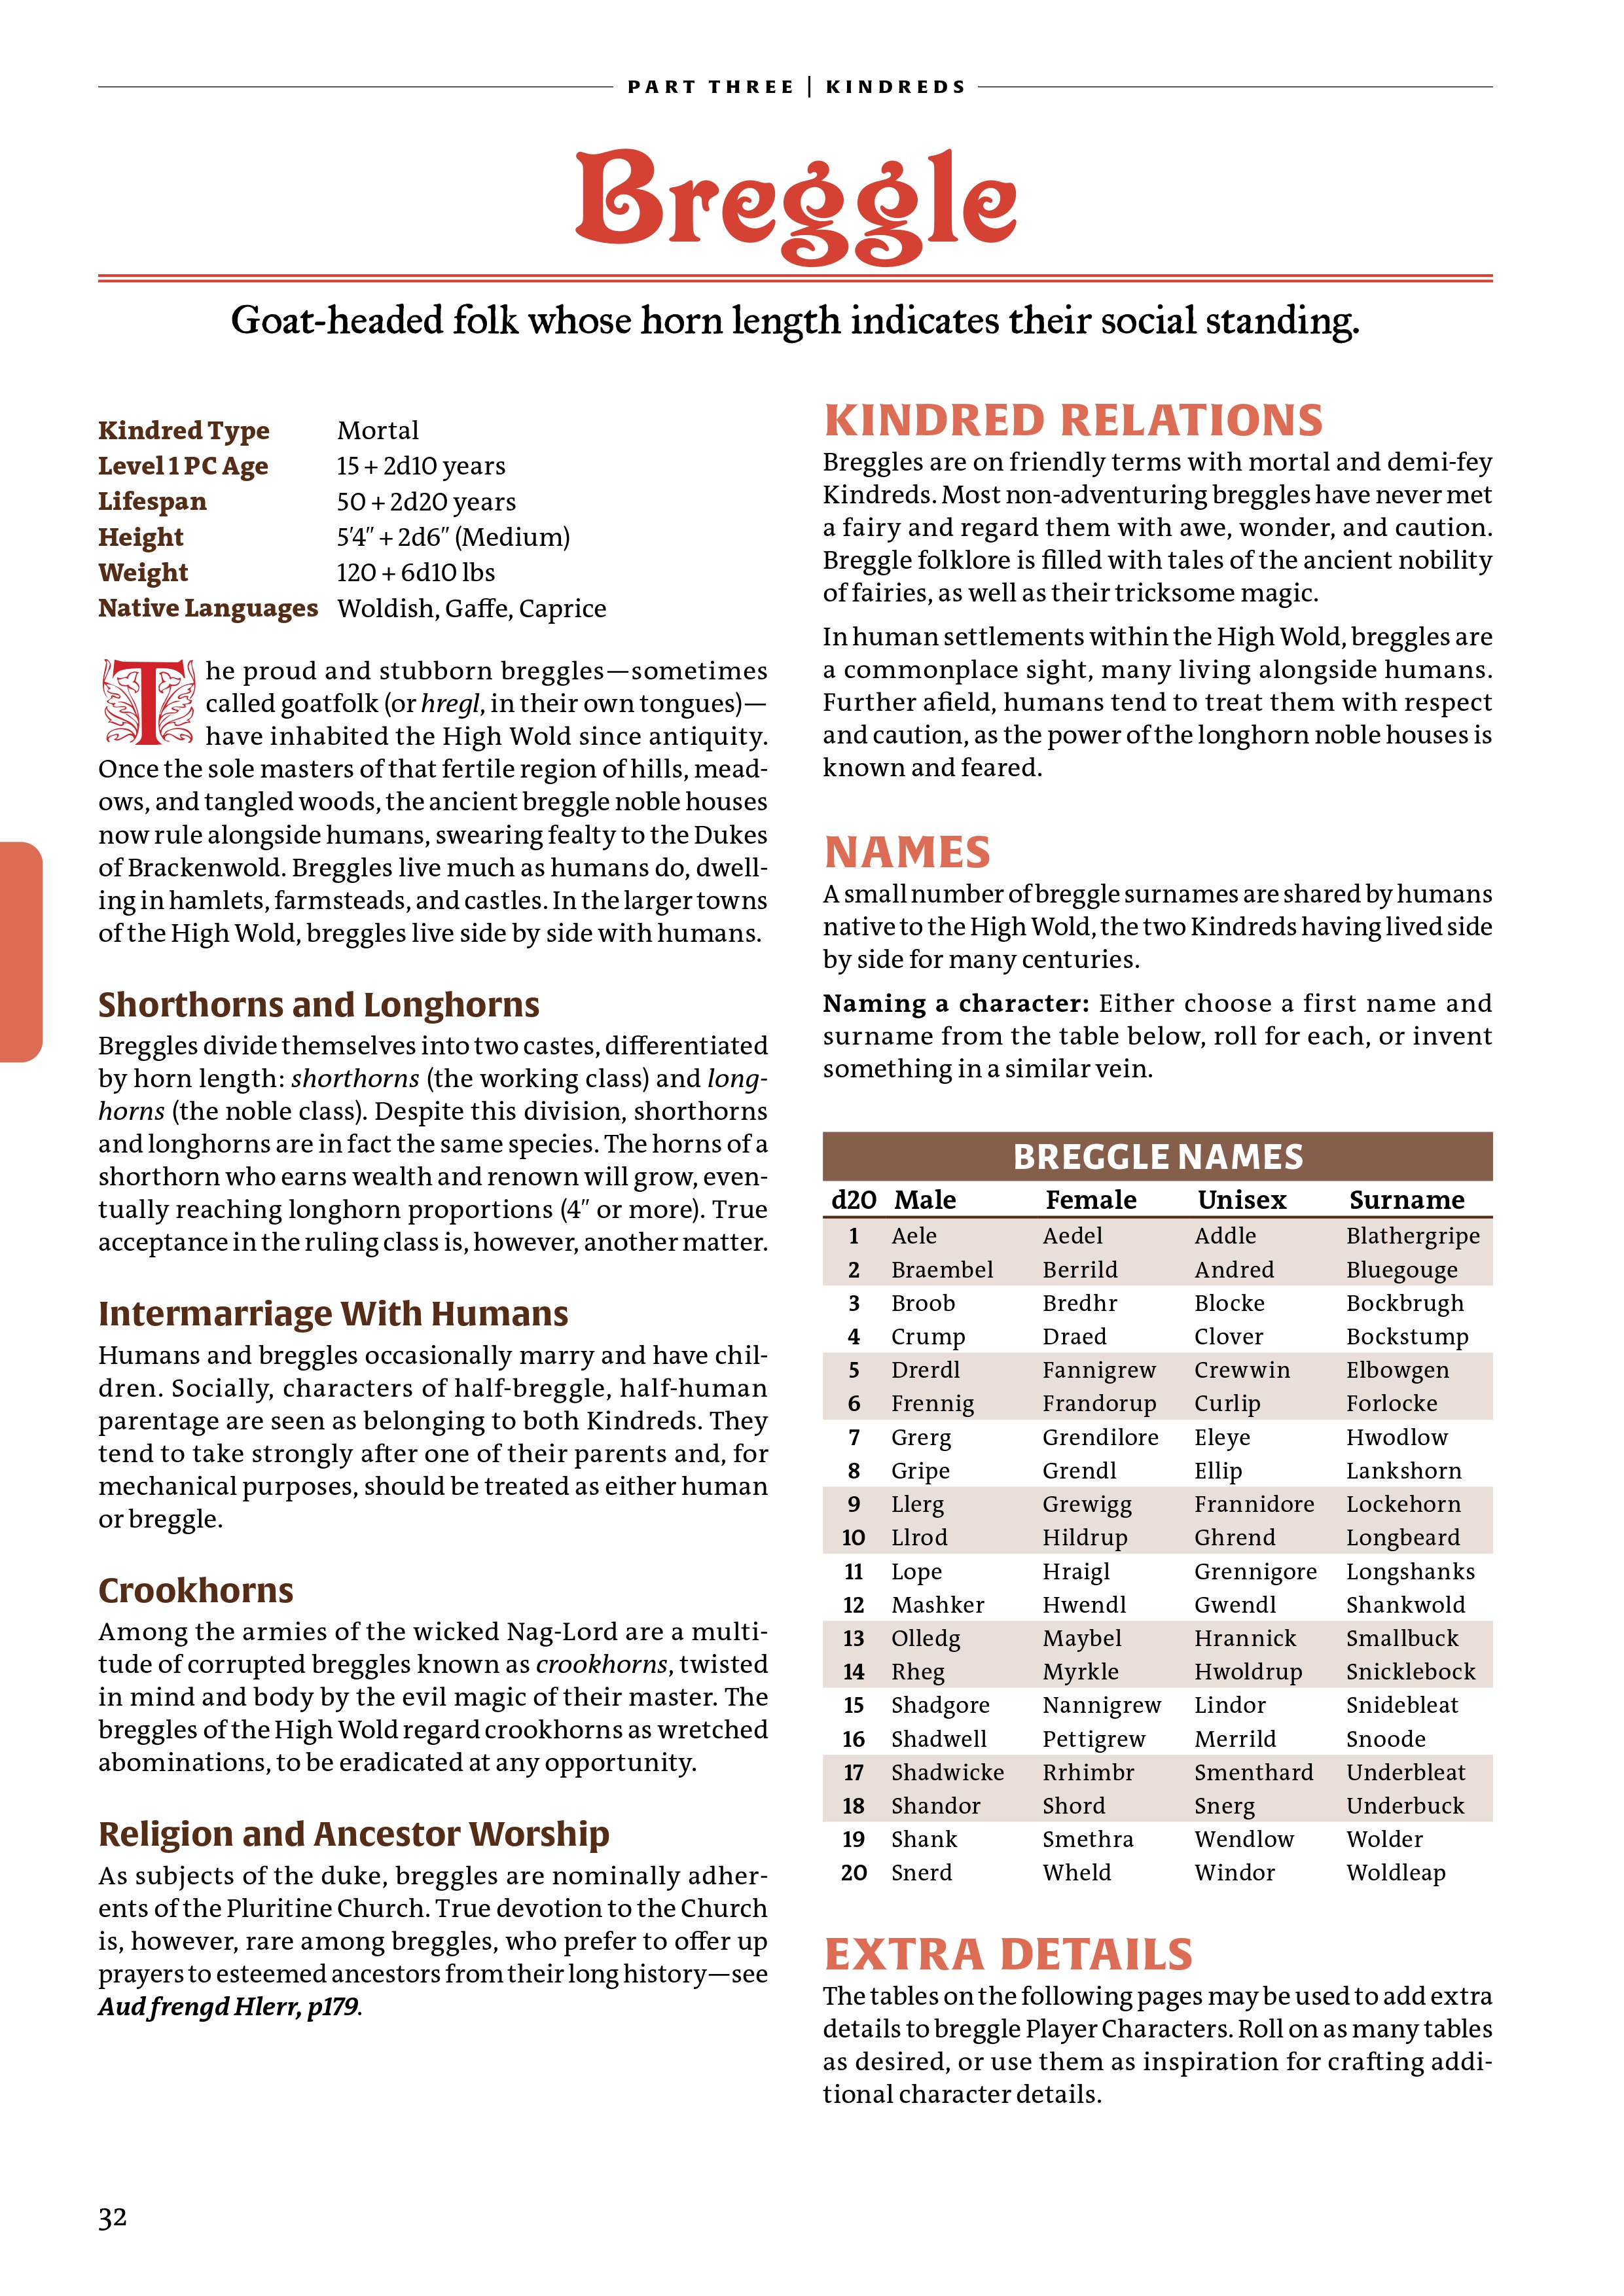 PART THREE | KINDREDS
Breggle
Goat-headed folk whose horn length indicates their social standing.
Kindred Type Mortal
Level 1 PC Age 15 + 2d10 years
Lifespan 50 + 2d20 years
Height 5′4″ + 2d6″ (Medium)
Weight 120 + 6d10 lbs
Native Languages Woldish, Gaffe, Caprice
The proud and stubborn breggles—sometimes
called goatfolk (or hregl, in their own tongues)—
have inhabited the High Wold since antiquity.
Once the sole masters of that fertile region of hills, mead-
ows, and tangled woods, the ancient breggle noble houses
now rule alongside humans, swearing fealty to the Dukes
of Brackenwold. Breggles live much as humans do, dwell-
ing in hamlets, farmsteads, and castles. In the larger towns
of the High Wold, breggles live side by side with humans.
Shorthorns and Longhorns
Breggles divide themselves into two castes, differentiated
by horn length: shorthorns (the working class) and long-
horns (the noble class). Despite this division, shorthorns
and longhorns are in fact the same species. The horns of a
shorthorn who earns wealth and renown will grow, even-
tually reaching longhorn proportions (4″ or more). True
acceptance in the ruling class is, however, another matter.
Intermarriage With Humans
Humans and breggles occasionally marry and have chil-
dren. Socially, characters of half-breggle, half-human
parentage are seen as belonging to both Kindreds. They
tend to take strongly after one of their parents and, for
mechanical purposes, should be treated as either human
or breggle.
Crookhorns
Among the armies of the wicked Nag-Lord are a multi-
tude of corrupted breggles known as crookhorns, twisted
in mind and body by the evil magic of their master. The
breggles of the High Wold regard crookhorns as wretched
abominations, to be eradicated at any opportunity.
Religion and Ancestor Worship
As subjects of the duke, breggles are nominally adher-
ents of the Pluritine Church. True devotion to the Church
is, however, rare among breggles, who prefer to offer up
prayers to esteemed ancestors from their long history—see
Aud frengd Hlerr, p179.
KINDRED RELATIONS
Breggles are on friendly terms with mortal and demi-fey
Kindreds. Most non-adventuring breggles have never met
a fairy and regard them with awe, wonder, and caution.
Breggle folklore is filled with tales of the ancient nobility
of fairies, as well as their tricksome magic.
In human settlements within the High Wold, breggles are
a commonplace sight, many living alongside humans.
Further afield, humans tend to treat them with respect
and caution, as the power of the longhorn noble houses is
known and feared.
NAMES
A small number of breggle surnames are shared by humans
native to the High Wold, the two Kindreds having lived side
by side for many centuries.
Naming a character: Either choose a first name and
surname from the table below, roll for each, or invent
something in a similar vein.
BREGGLE NAMES
d20 Male Female Unisex Surname
1 Aele Aedel Addle Blathergripe
2 Braembel Berrild Andred Bluegouge
3 Broob Bredhr Blocke Bockbrugh
4 Crump Draed Clover Bockstump
5 Drerdl Fannigrew Crewwin Elbowgen
6 Frennig Frandorup Curlip Forlocke
7 Grerg Grendilore Eleye Hwodlow
8 Gripe Grendl Ellip Lankshorn
9 Llerg Grewigg Frannidore Lockehorn
10 Llrod Hildrup Ghrend Longbeard
11 Lope Hraigl Grennigore Longshanks
12 Mashker Hwendl Gwendl Shankwold
13 Olledg Maybel Hrannick Smallbuck
14 Rheg Myrkle Hwoldrup Snicklebock
15 Shadgore Nannigrew Lindor Snidebleat
16 Shadwell Pettigrew Merrild Snoode
17 Shadwicke Rrhimbr Smenthard Underbleat
18 Shandor Shord Snerg Underbuck
19 Shank Smethra Wendlow Wolder
20 Snerd Wheld Windor Woldleap
EXTRA DETAILS
The tables on the following pages may be used to add extra
details to breggle Player Characters. Roll on as many tables
as desired, or use them as inspiration for crafting addi-
tional character details.
32